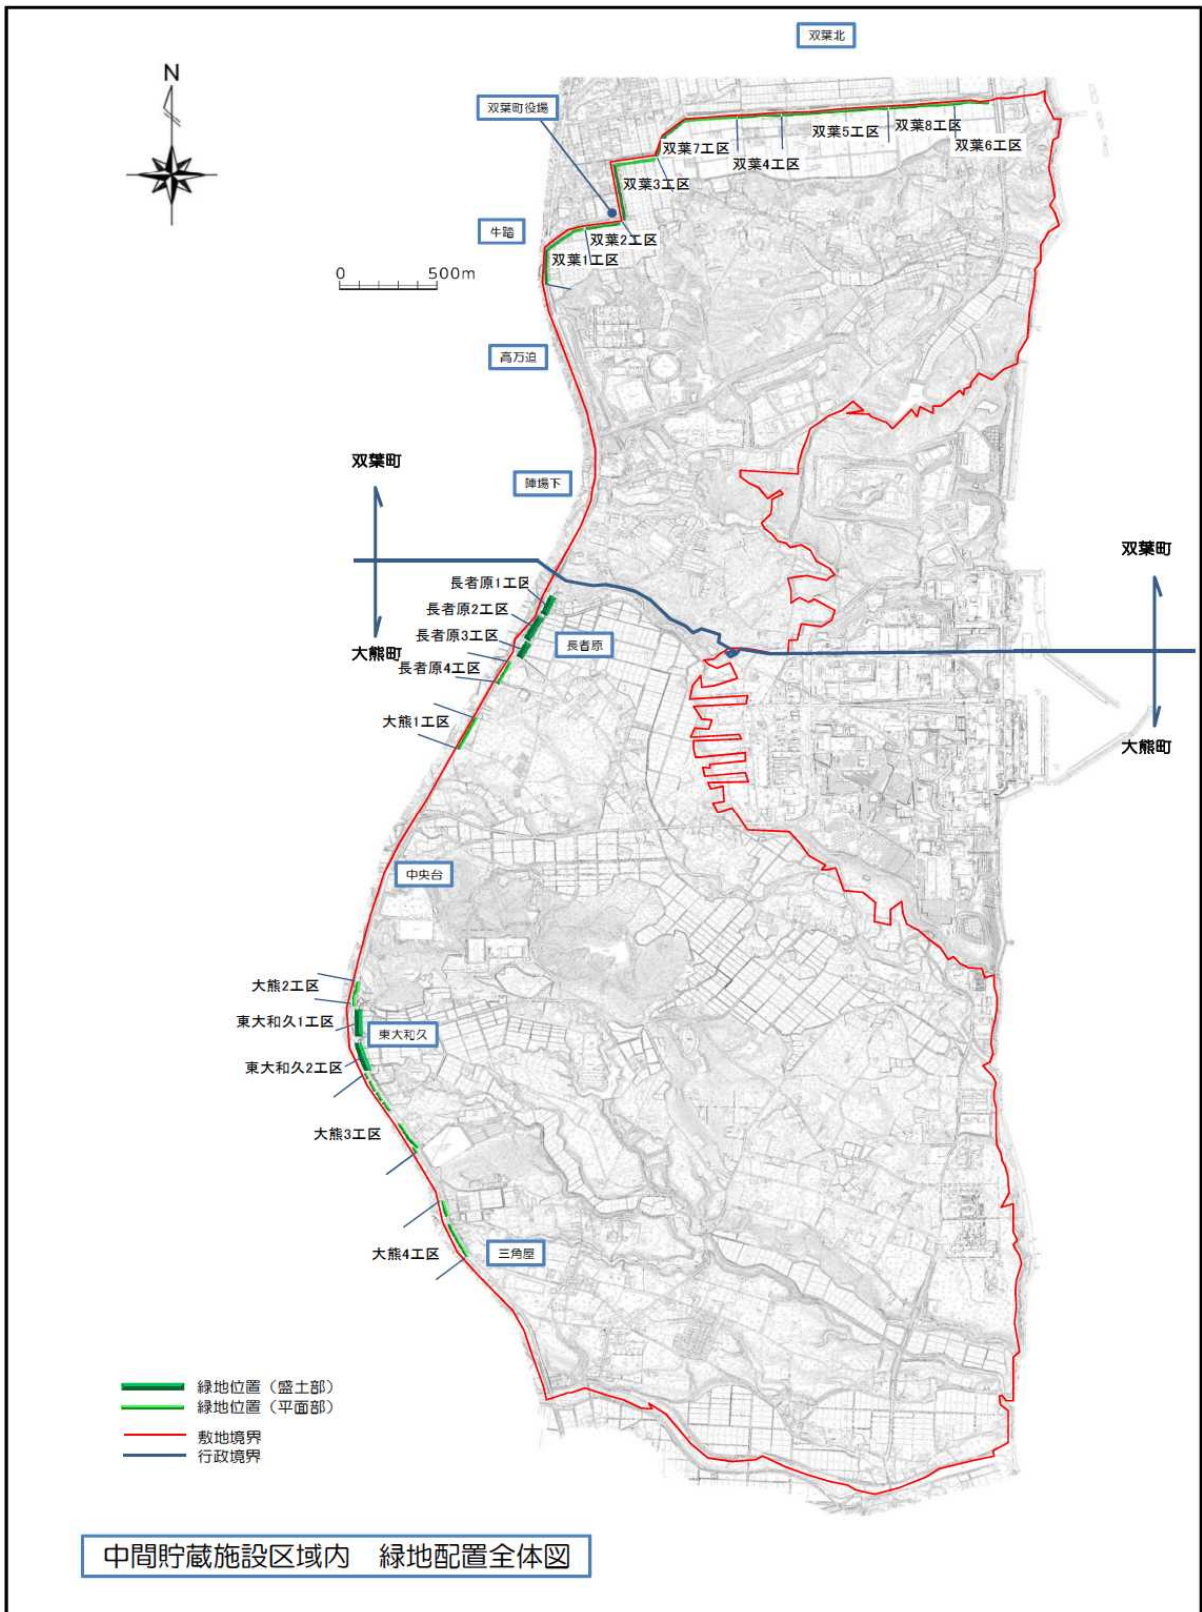 双葉北
N
双葉町役場
双葉5工区
双葉8工区
双葉7工区
双葉4工区
双葉6工区
双葉3工区
牛踏
双葉2工区
双葉1工区
0 500m
高万迫
双葉町
陣場下
双葉町
長者原1工区
長者原2工区
長者原3工区
長者原
大熊町
長者原4工区
大熊1工区
大熊町
中央台
大熊2工区
東大和久1工区
東大和久
東大和久2工区
大熊3工区
大熊4工区
三角屋
緑地位置（盛土部）
緑地位置（平面部）
敷地境界
行政境界
中間貯蔵施設区域内　緑地配置全体図